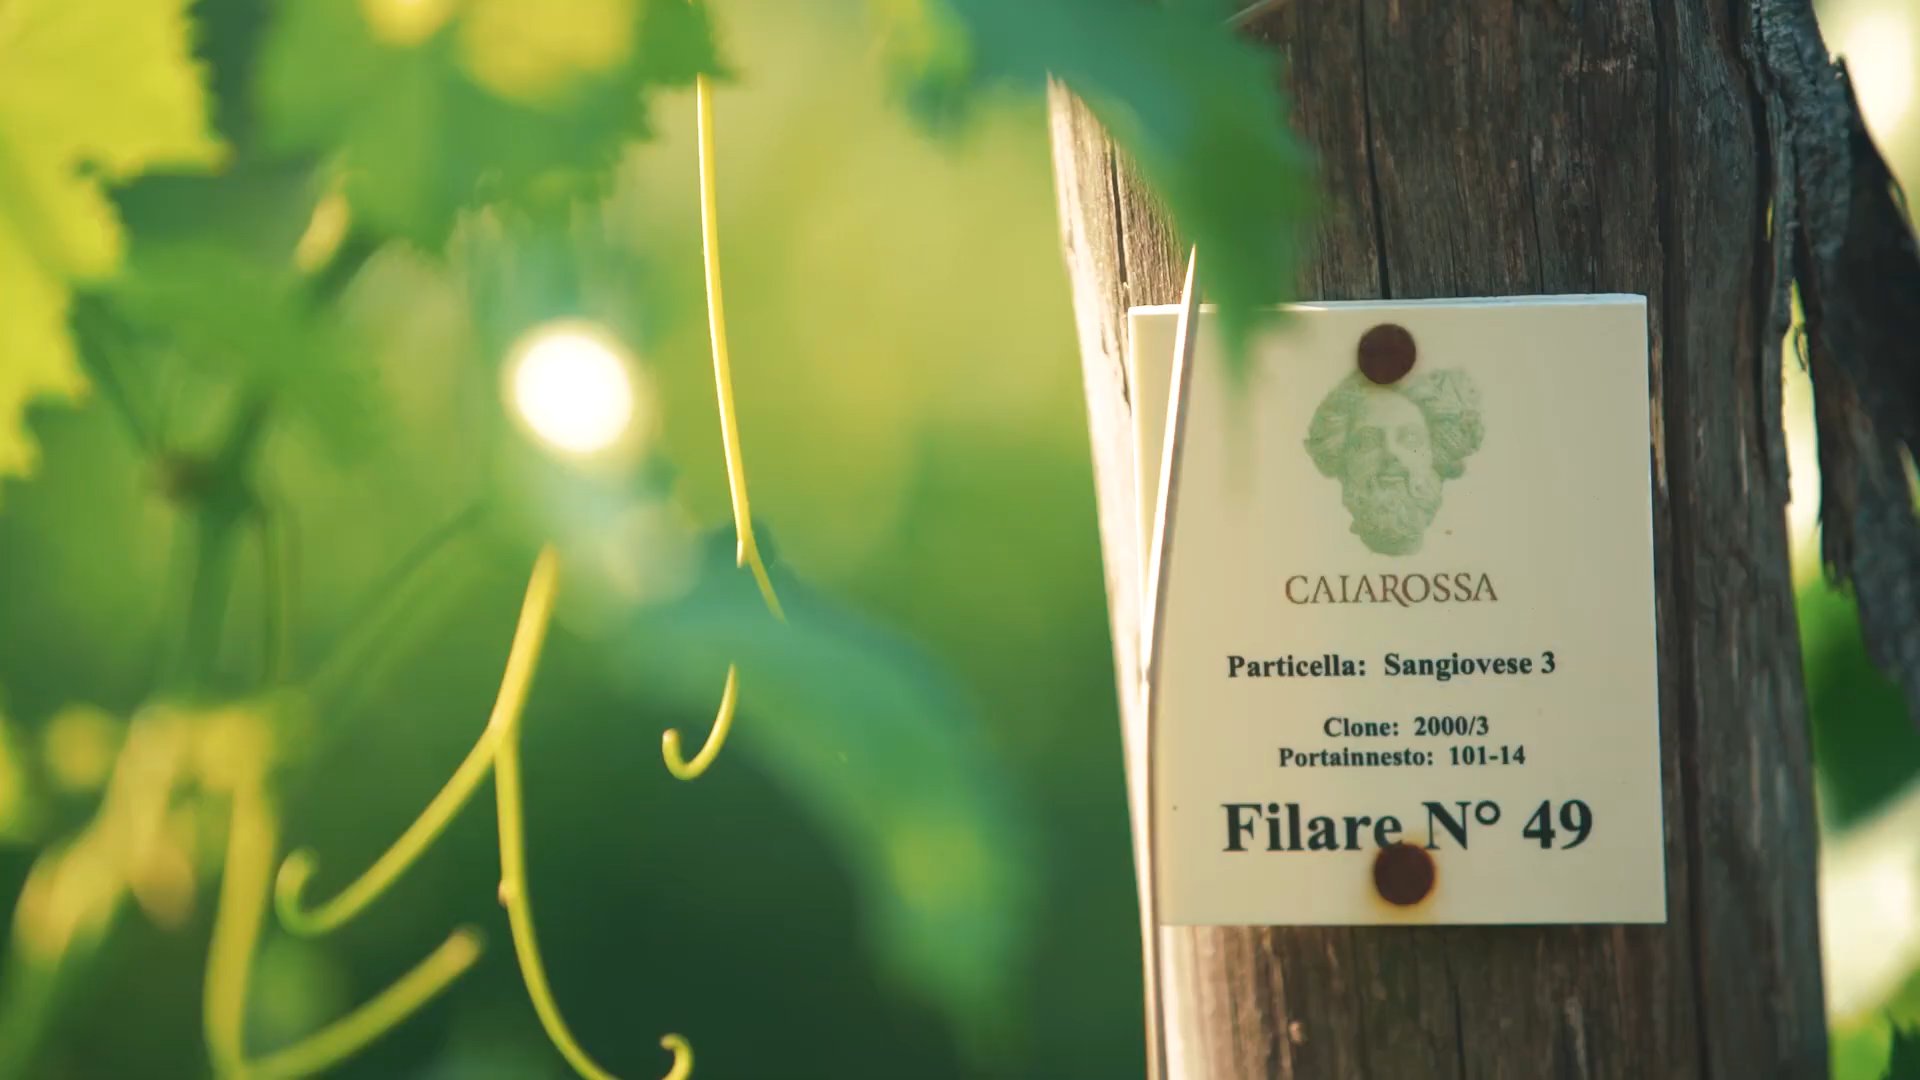 CAIAROSSA
Particella: Sangiovese 3
Clone: 2000/3
Portainnesto: 101-14
Filare N° 49